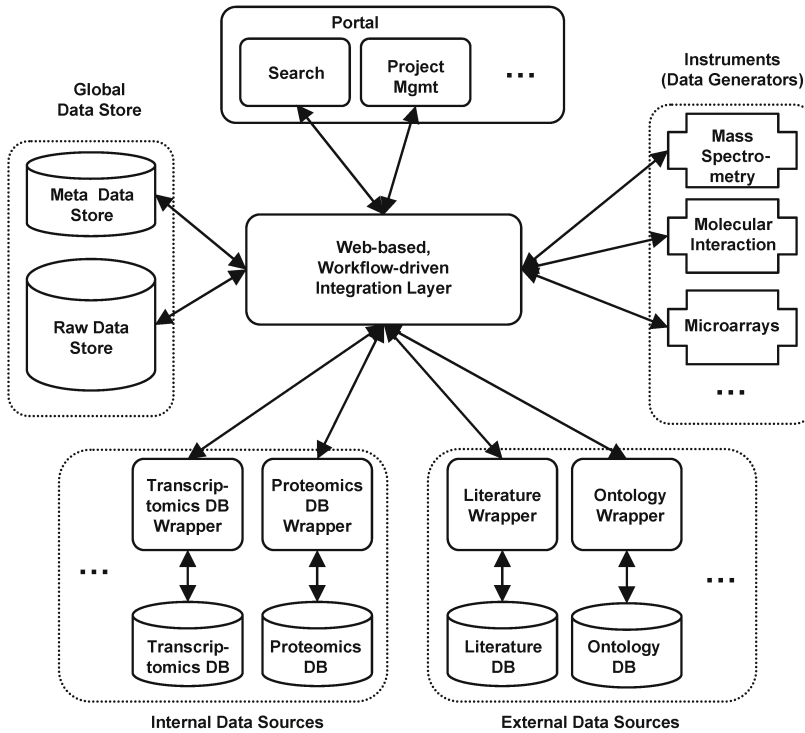 Portal
Search
Project
Mgmt
...
Instruments
(Data Generators)
Global
Data Store
Mass
Spectro-
metry
Meta Data
Store
Molecular
Interaction
Web-based,
Workflow-driven
Integration Layer
Raw Data
Store
Microarrays
...
Transcrip-
tomics DB
Wrapper
Proteomics
DB
Wrapper
Literature
Wrapper
Ontology
Wrapper
...
...
Transcrip-
tomics DB
Proteomics
DB
Literature
DB
Ontology
DB
Internal Data Sources
External Data Sources